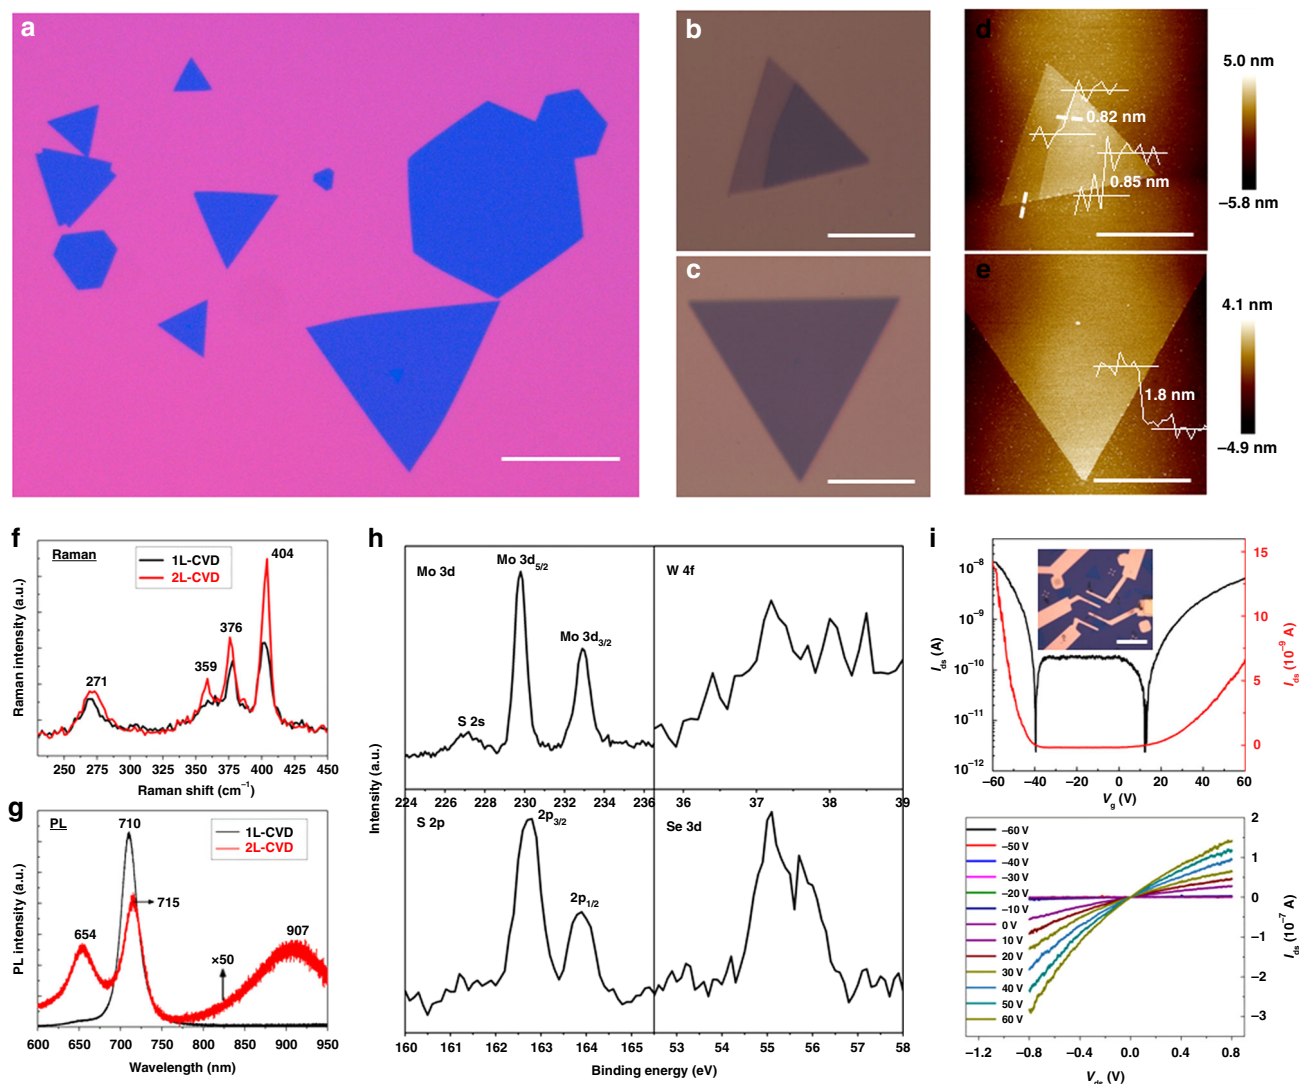 a
b
c
d
0.82 nm
0.85 nm
5.0 nm
−5.8 nm
e
1.8 nm
4.1 nm
−4.9 nm
f
Raman
1L-CVD
2L-CVD
404
376
359
271
Raman intensity (a.u.)
250 275 300 325 350 375 400 425 450
Raman shift (cm⁻¹)
g
PL
710
1L-CVD
2L-CVD
715
654
×50
907
PL intensity (a.u.)
600 650 700 750 800 850 900 950
Wavelength (nm)
h
Mo 3d
Mo 3d5/2
Mo 3d3/2
S 2s
224 226 228 230 232 234 236
W 4f
36 37 38 39
S 2p
2p3/2
2p1/2
160 161 162 163 164 165
Se 3d
53 54 55 56 57 58
Intensity (a.u.)
Binding energy (eV)
i
10⁻⁸
10⁻⁹
10⁻¹⁰
10⁻¹¹
10⁻¹²
Ids (A)
15
10
5
0
Ids (10⁻⁹ A)
−60 −40 −20 0 20 40 60
Vg (V)
−60 V
−50 V
−40 V
−30 V
−20 V
−10 V
0 V
10 V
20 V
30 V
40 V
50 V
60 V
2
1
0
−1
−2
−3
Ids (10⁻⁷ A)
−1.2 −0.8 −0.4 0.0 0.4 0.8
Vds (V)